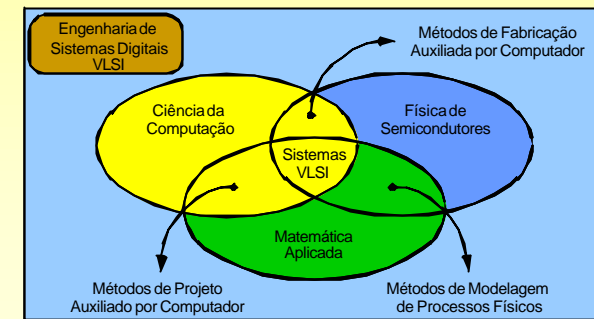 Engenharia de
Sistemas Digitais
VLSI
Métodos de Fabricação
Auxiliada por Computador
Ciência da
Computação
Física de
Semicondutores
Sistemas
VLSI
Matemática
Aplicada
Métodos de Projeto
Auxiliado por Computador
Métodos de Modelagem
de Processos Físicos